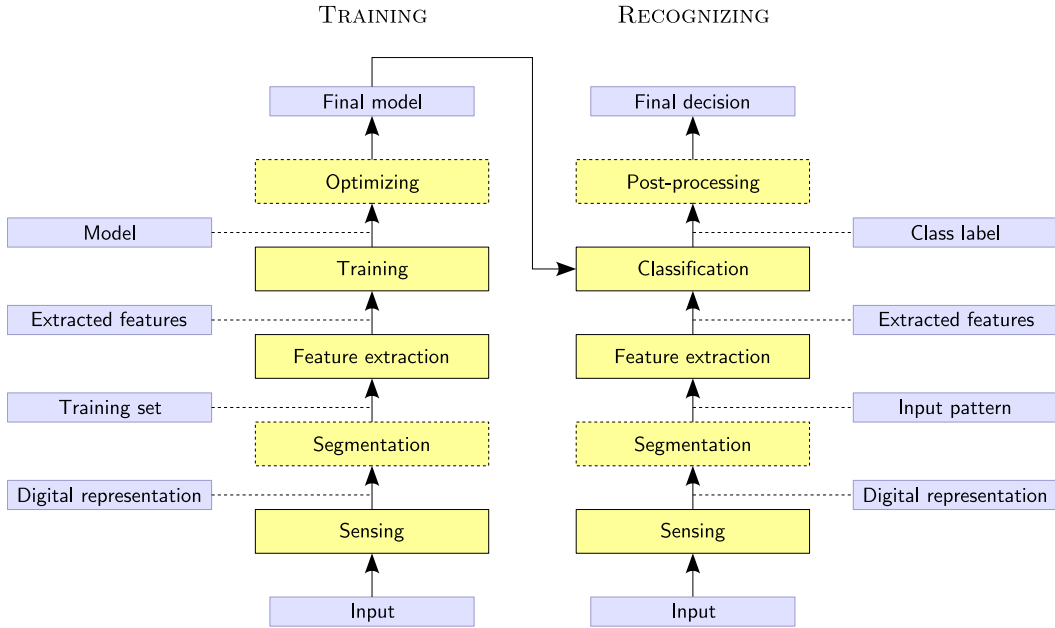 TRAINING RECOGNIZING
Final model Final decision
Optimizing Post-processing
Model Class label
Training Classification
Extracted features Extracted features
Feature extraction Feature extraction
Training set Input pattern
Segmentation Segmentation
Digital representation Digital representation
Sensing Sensing
Input Input